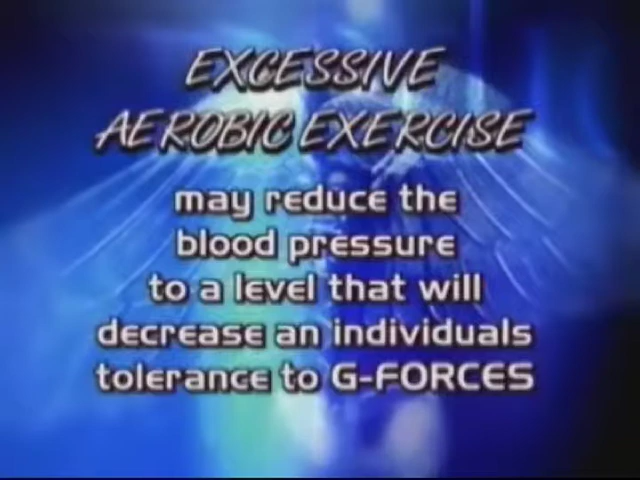 EXCESSIVE
AEROBIC EXERCISE
may reduce the
blood pressure
to a level that will
decrease an individuals
tolerance to G-FORCES